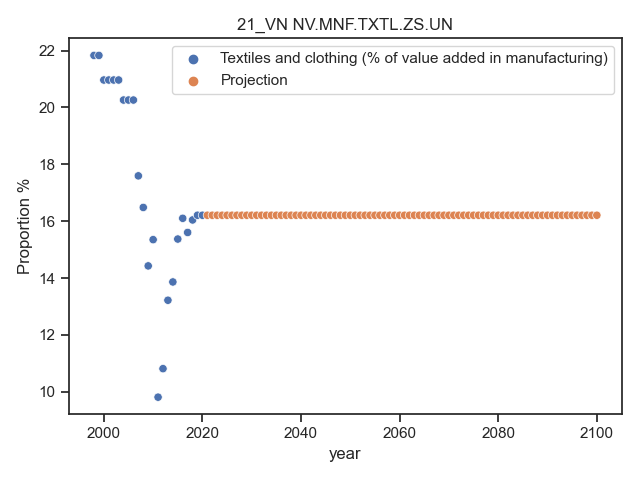 21_VN NV.MNF.TXTL.ZS.UN
Textiles and clothing (% of value added in manufacturing)
Projection
Proportion %
22
20
18
16
14
12
10
2000
2020
2040
2060
2080
2100
year